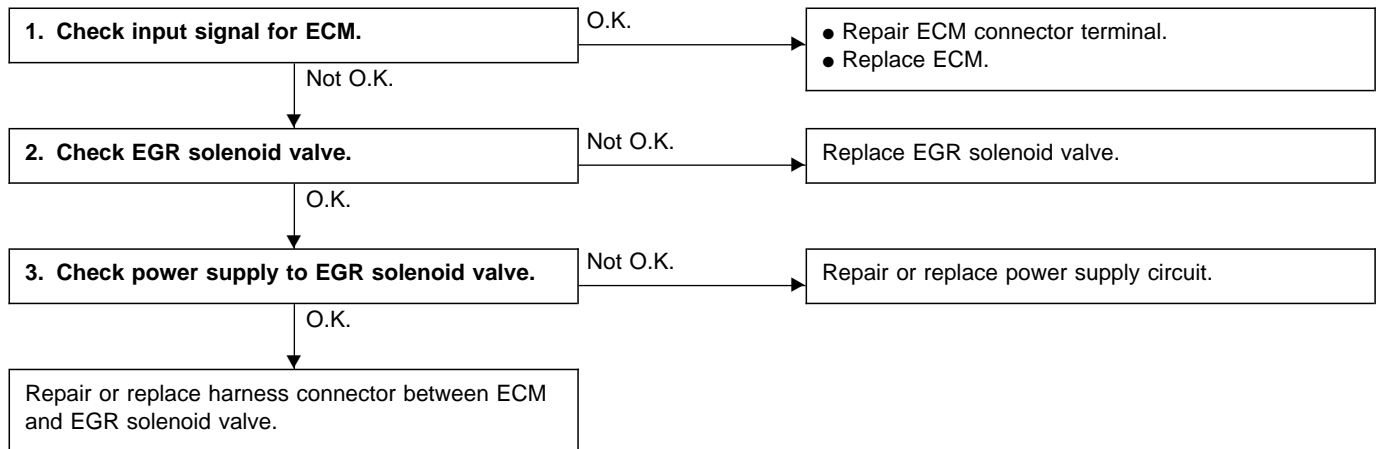 1. Check input signal for ECM.
O.K.
● Repair ECM connector terminal.
● Replace ECM.
Not O.K.
2. Check EGR solenoid valve.
Not O.K.
Replace EGR solenoid valve.
O.K.
3. Check power supply to EGR solenoid valve.
Not O.K.
Repair or replace power supply circuit.
O.K.
Repair or replace harness connector between ECM
and EGR solenoid valve.